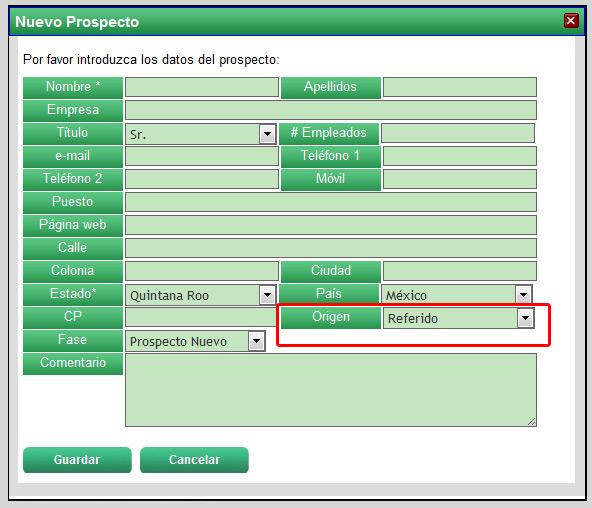 Nuevo Prospecto
Por favor introduzca los datos del prospecto:
Nombre * Apellidos
Empresa
Título Sr. # Empleados
e-mail Teléfono 1
Teléfono 2 Móvil
Puesto
Página web
Calle
Colonia Ciudad
Estado* Quintana Roo País México
CP Origen Referido
Fase Prospecto Nuevo
Comentario
Guardar Cancelar